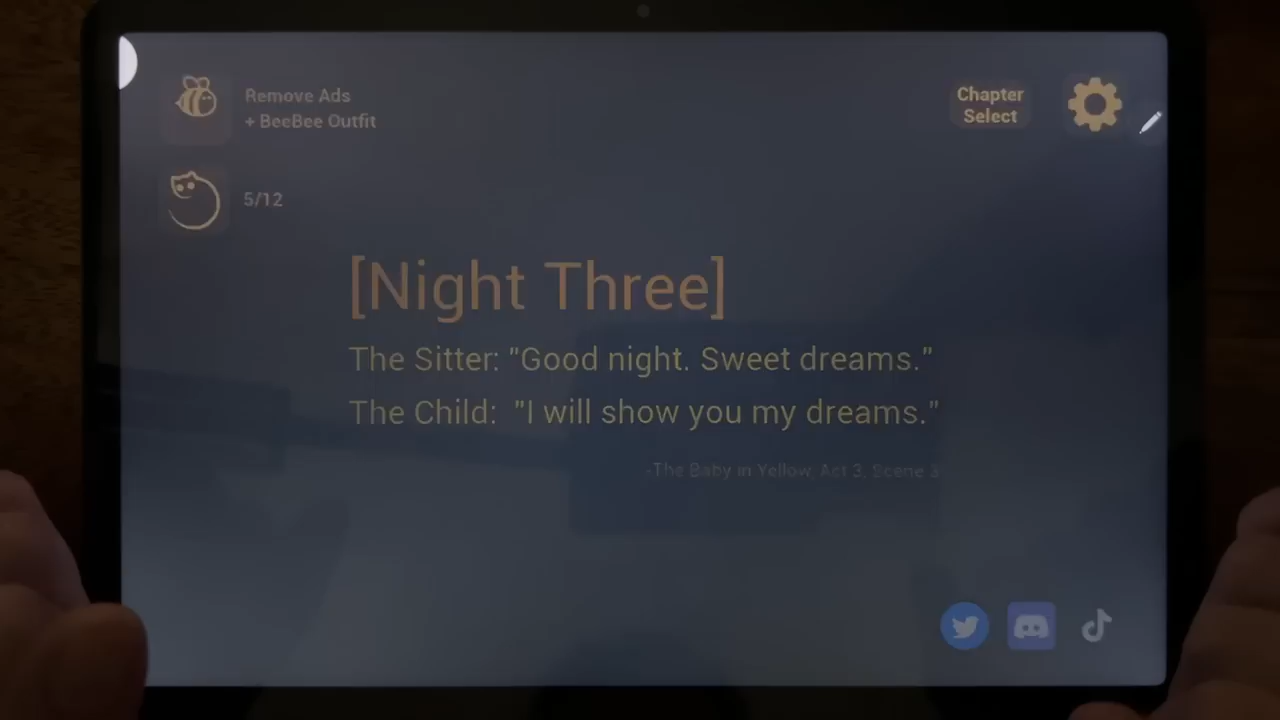 Remove Ads
+ BeeBee Outfit
Chapter
Select
5/12
[Night Three]
The Sitter: "Good night. Sweet dreams."
The Child: "I will show you my dreams."
-The Baby in Yellow, Act 3, Scene 3